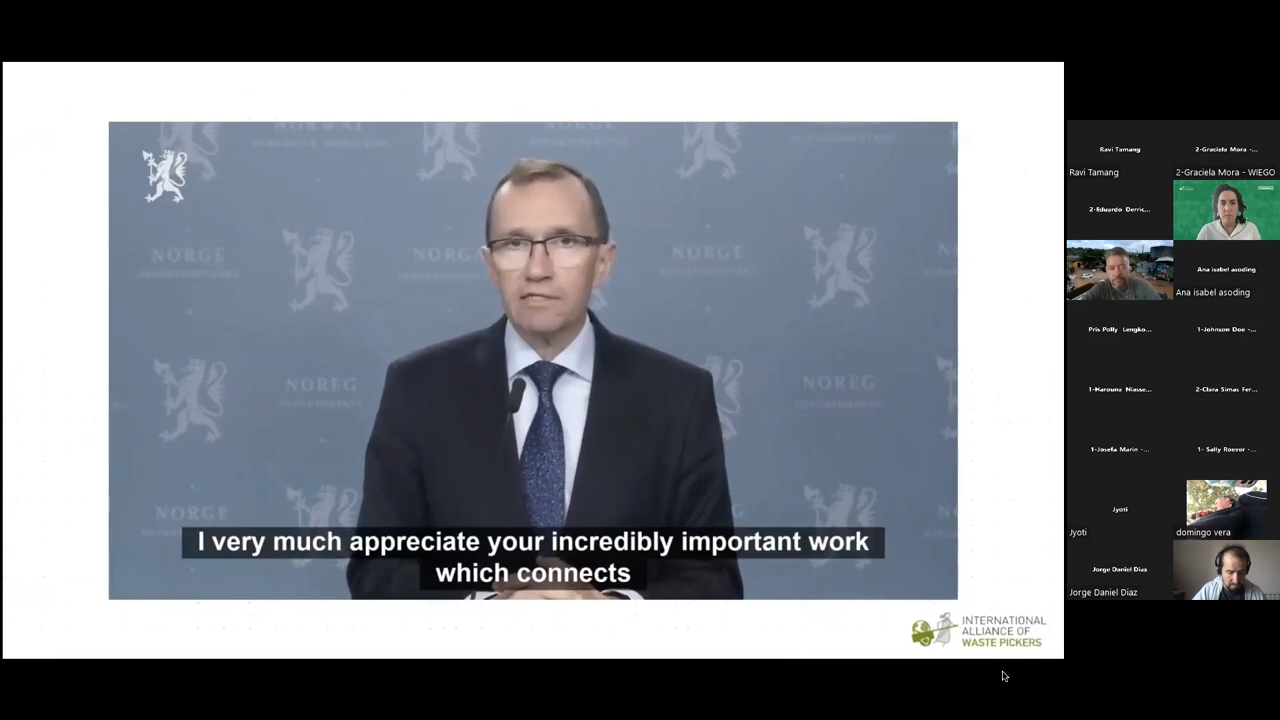 NORGE
NORGE
NORGE
NOREG
NOREG
NORGE
I very much appreciate your incredibly important work
which connects
INTERNATIONAL
ALLIANCE OF
WASTE PICKERS
Ravi Tamang
Ravi Tamang
2-Graciela Mora -...
2-Graciela Mora - WIEGO
2-Eduardo Derric...
Ana isabel asoding
Ana isabel asoding
Pris Polly Lengko...
1-Johnson Doe -...
1-Harouna Niasse...
2-Clara Simas Fer...
1-Josefa Marin -...
1- Sally Roever -...
Jyoti
Jyoti
domingo vera
Jorge Daniel Diaz
Jorge Daniel Diaz